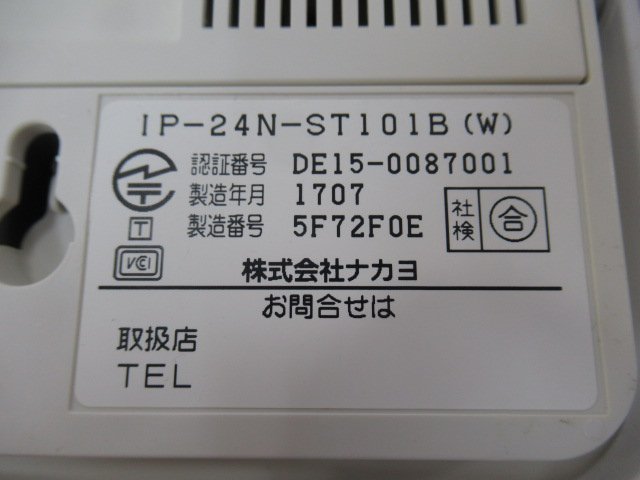 IP-24N-ST101B(W)
認証番号 DE15-0087001
製造年月 1707
T 製造番号 5F72F0E
社検 合
VCI
株式会社ナカヨ
お問合せは
取扱店
TEL